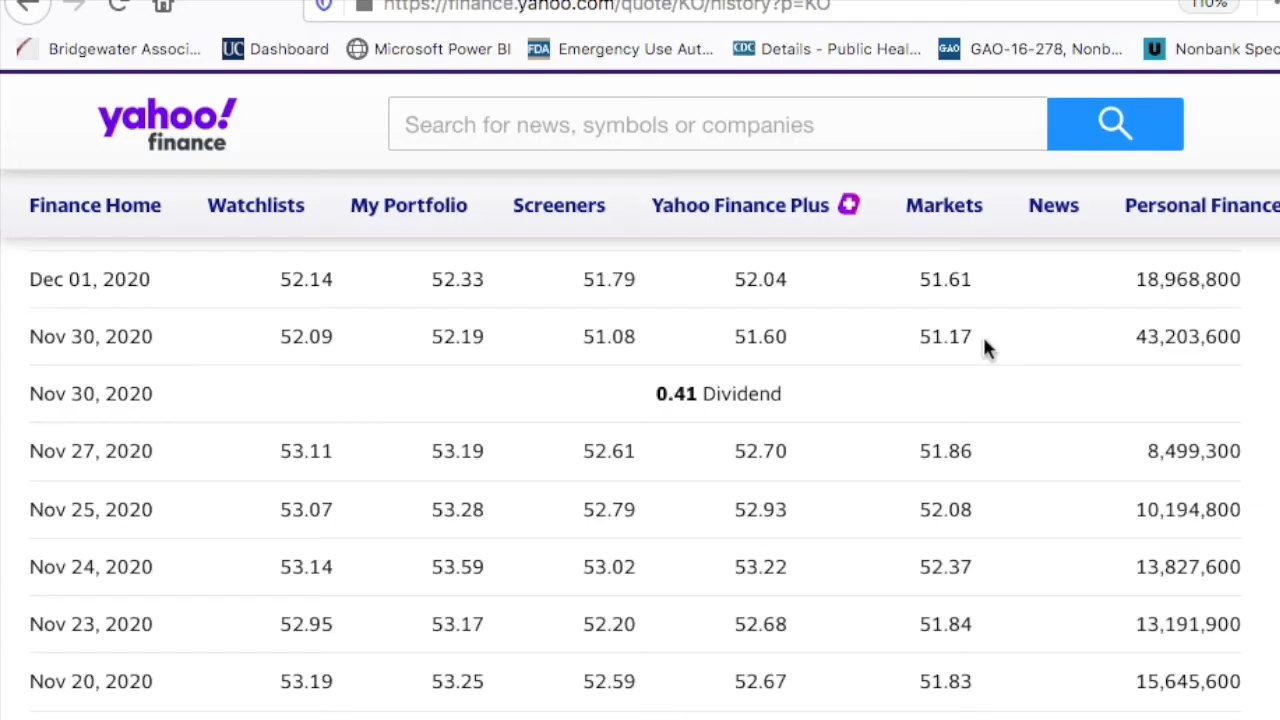 https://finance.yahoo.com/quote/KO/history?p=KO 110%
Bridgewater Associ... UC Dashboard Microsoft Power BI FDA Emergency Use Aut... CDC Details - Public Heal... GAO GAO-16-278, Nonb... U Nonbank Spec
yahoo!
finance
Search for news, symbols or companies
Finance Home Watchlists My Portfolio Screeners Yahoo Finance Plus Markets News Personal Finance
Dec 01, 2020 52.14 52.33 51.79 52.04 51.61 18,968,800
Nov 30, 2020 52.09 52.19 51.08 51.60 51.17 43,203,600
Nov 30, 2020 0.41 Dividend
Nov 27, 2020 53.11 53.19 52.61 52.70 51.86 8,499,300
Nov 25, 2020 53.07 53.28 52.79 52.93 52.08 10,194,800
Nov 24, 2020 53.14 53.59 53.02 53.22 52.37 13,827,600
Nov 23, 2020 52.95 53.17 52.20 52.68 51.84 13,191,900
Nov 20, 2020 53.19 53.25 52.59 52.67 51.83 15,645,600